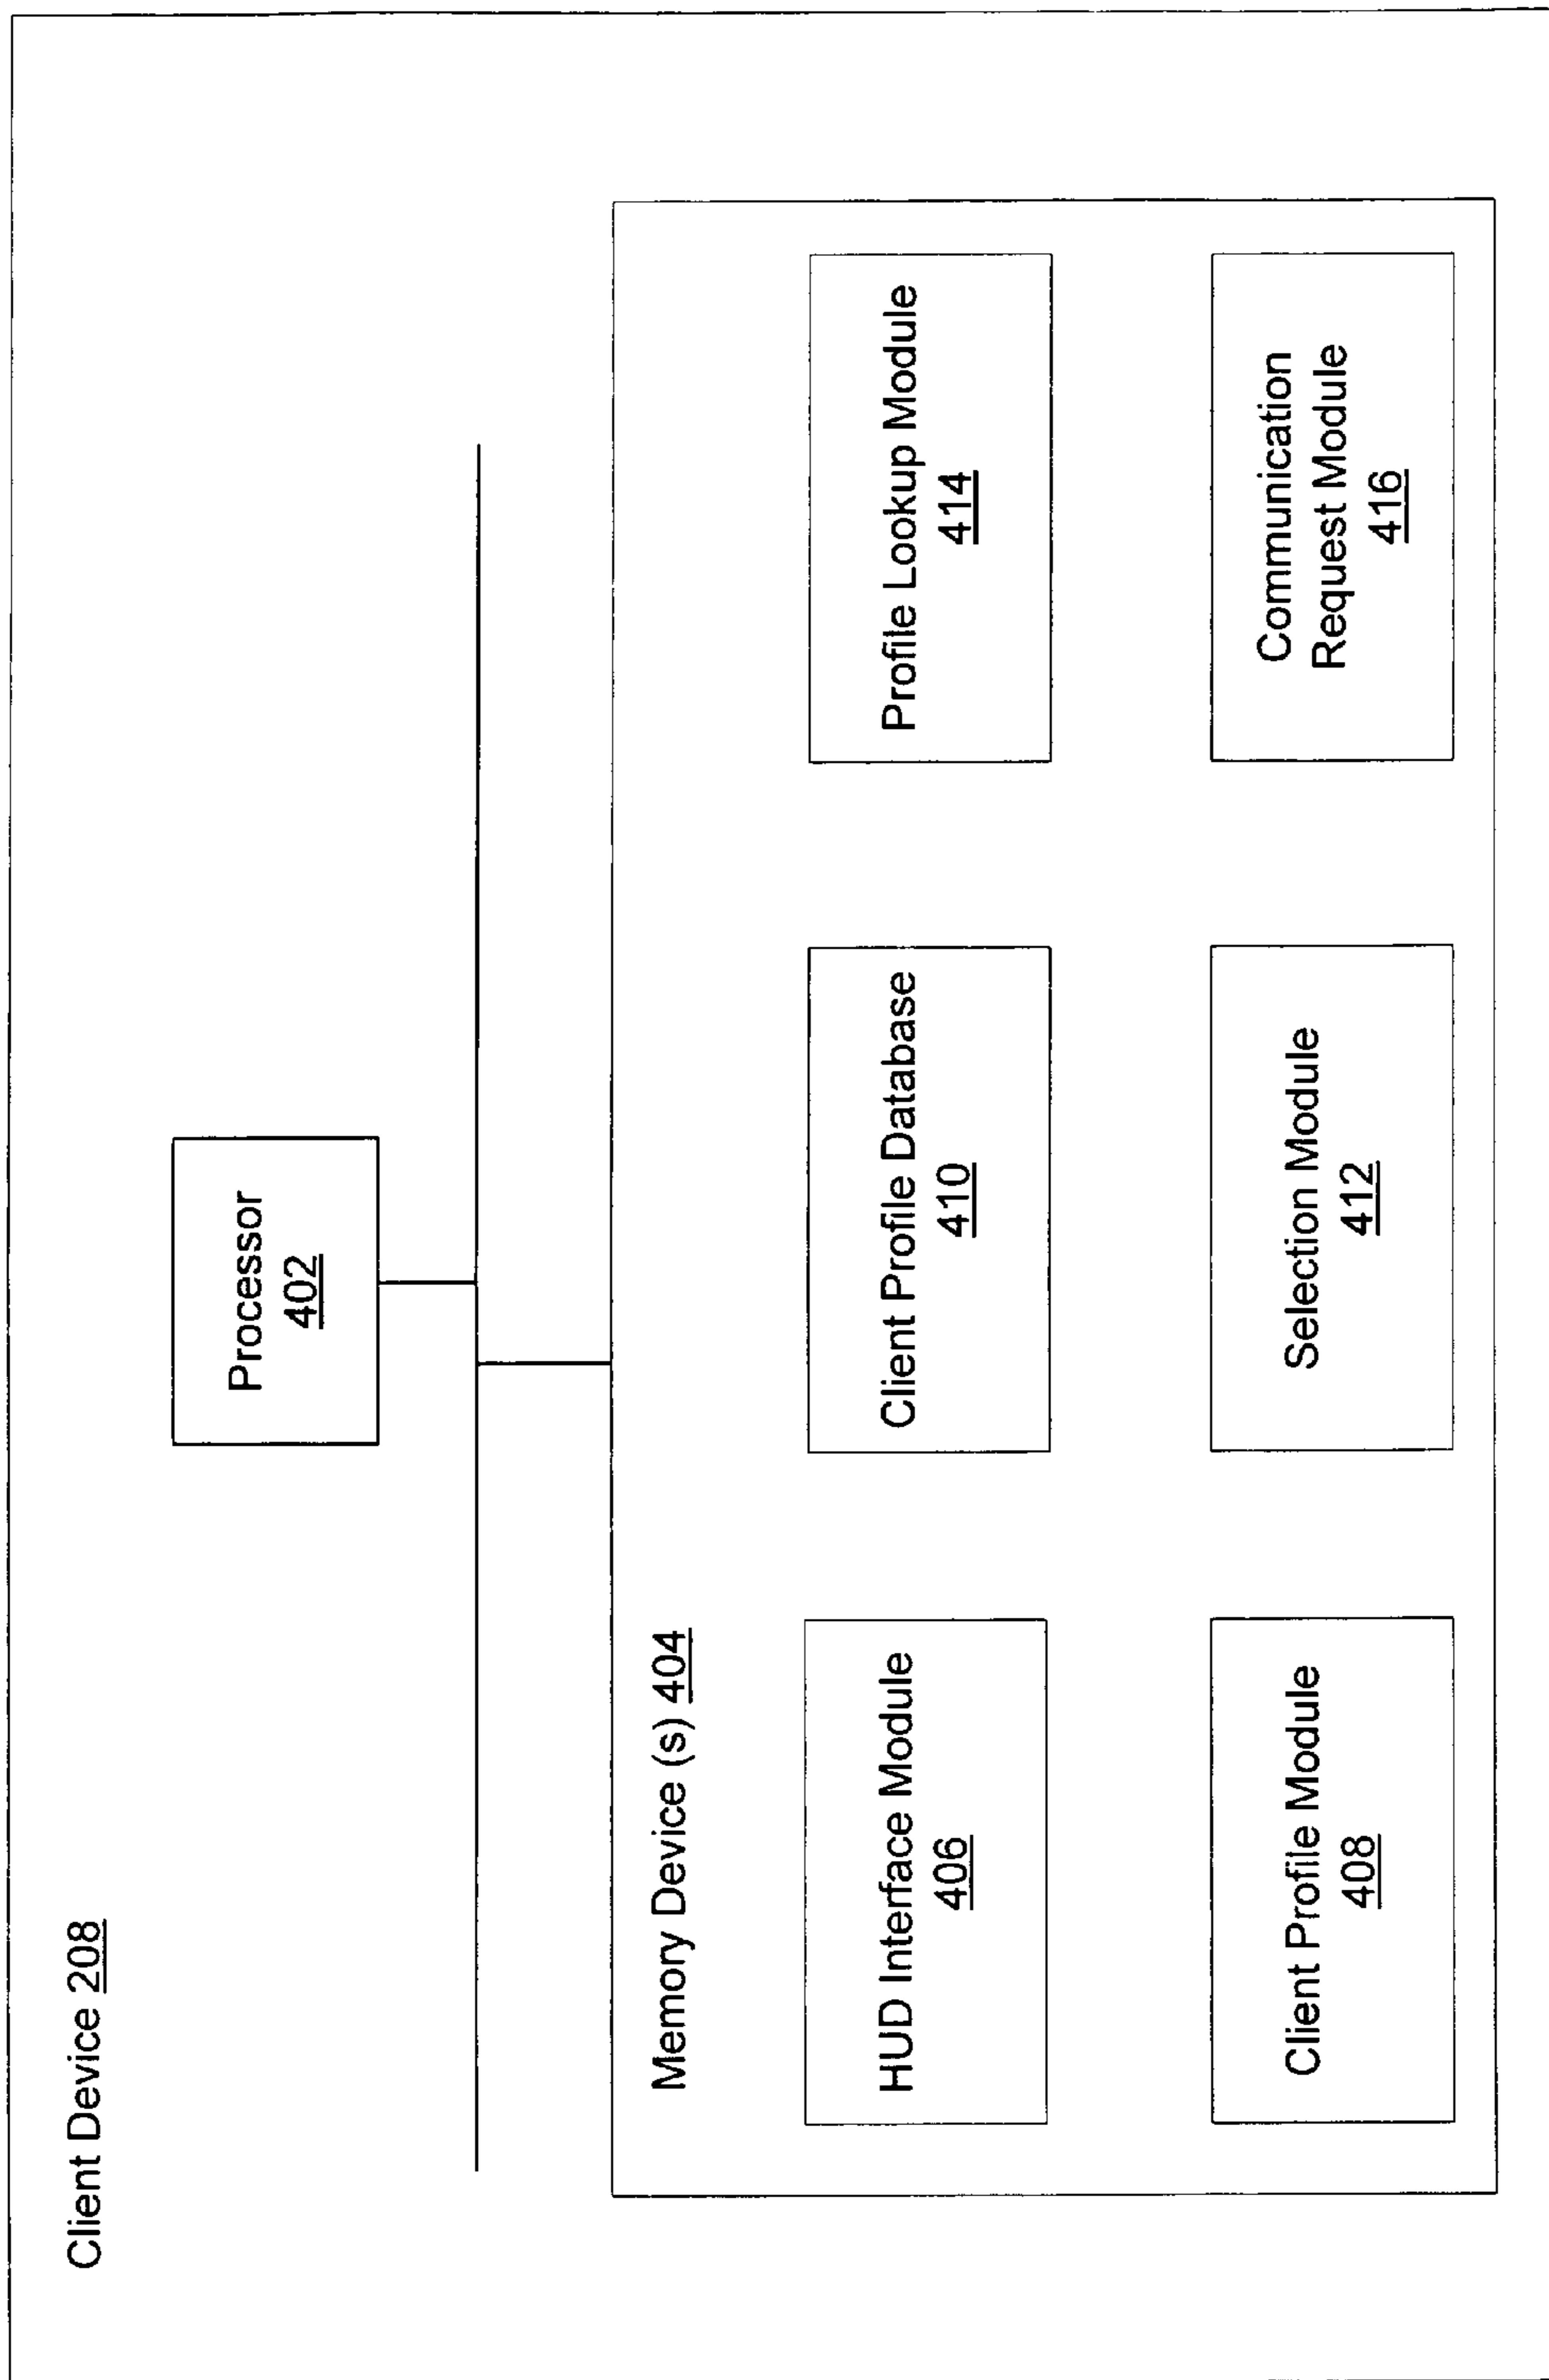 Client Device 208
Processor
402
Memory Device (s) 404
HUD Interface Module
406
Client Profile Database
410
Profile Lookup Module
414
Client Profile Module
408
Selection Module
412
Communication
Request Module
416